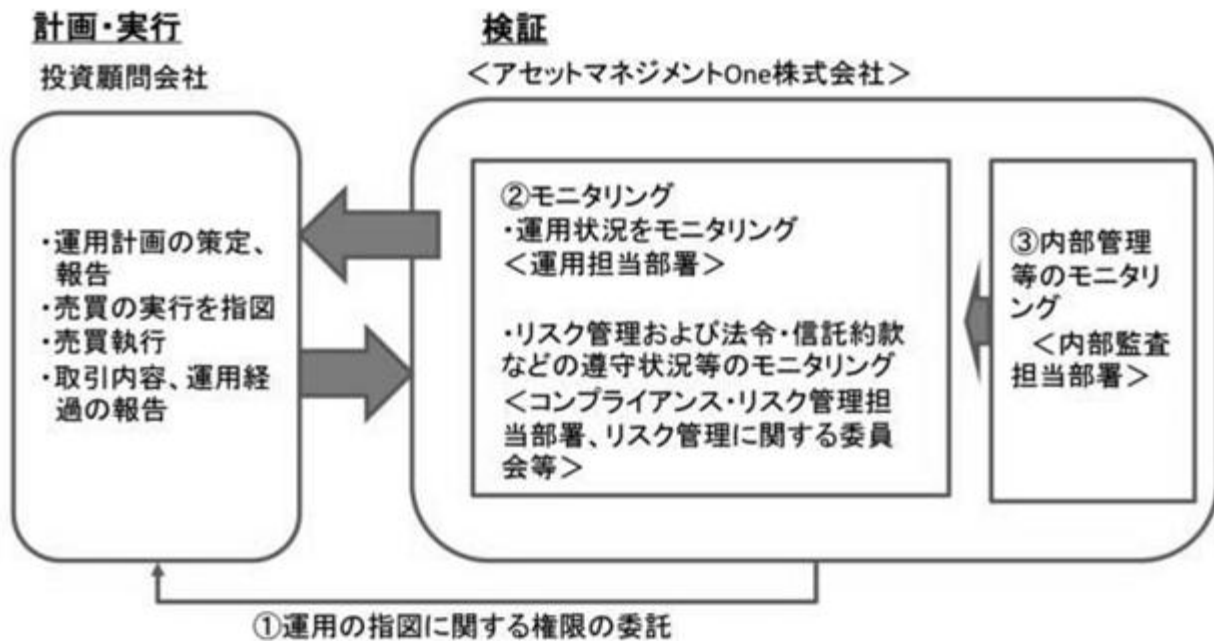 計画・実行
投資顧問会社
・運用計画の策定、
報告
・売買の実行を指図
・売買執行
・取引内容、運用経
過の報告
検証
＜アセットマネジメントOne株式会社＞
②モニタリング
・運用状況をモニタリング
＜運用担当部署＞
・リスク管理および法令・信託約款
などの遵守状況等のモニタリング
＜コンプライアンス・リスク管理担
当部署、リスク管理に関する委員
会等＞
③内部管理
等のモニタリ
ング
＜内部監査
担当部署＞
①運用の指図に関する権限の委託